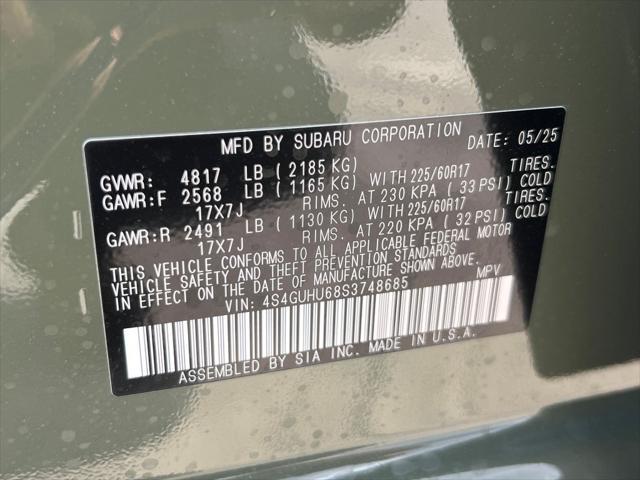 MFD BY SUBARU CORPORATION DATE: 05/25
GVWR: 4817 LB ( 2185 KG)
GAWR:F 2568 LB ( 1165 KG) WITH 225/60R17 TIRES.
17X7J RIMS. AT 230 KPA ( 33 PSI) COLD
GAWR:R 2491 LB ( 1130 KG) WITH 225/60R17 TIRES.
17X7J RIMS. AT 220 KPA ( 32 PSI) COLD
THIS VEHICLE CONFORMS TO ALL APPLICABLE FEDERAL MOTOR
VEHICLE SAFETY AND THEFT PREVENTION STANDARDS
IN EFFECT ON THE DATE OF MANUFACTURE SHOWN ABOVE.
VIN: 4S4GUHU68S3748685 MPV
ASSEMBLED BY SIA INC. MADE IN U.S.A.